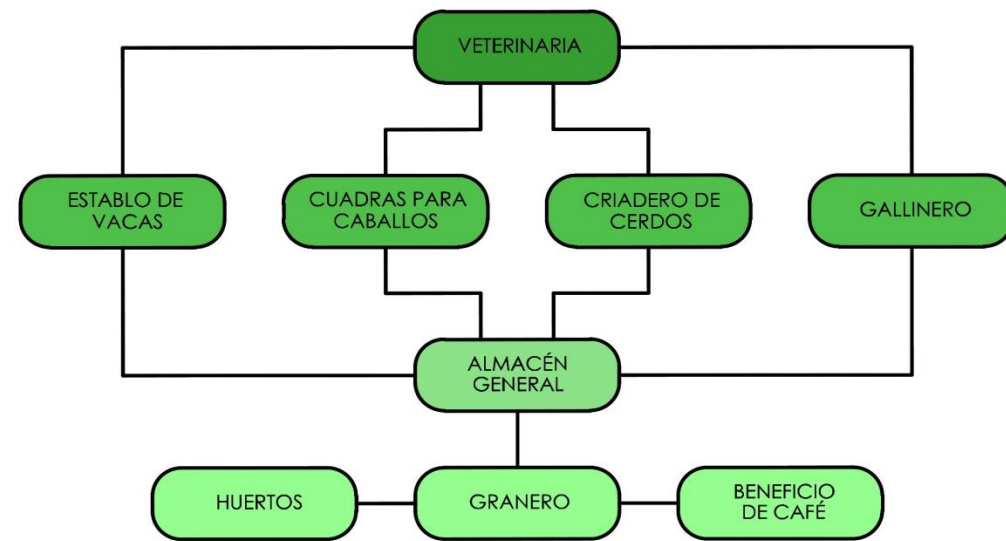 VETERINARIA
ESTABLO DE
VACAS
CUADRAS PARA
CABALLOS
CRIADERO DE
CERDOS
GALLINERO
ALMACÉN
GENERAL
HUERTOS
GRANERO
BENEFICIO
DE CAFÉ